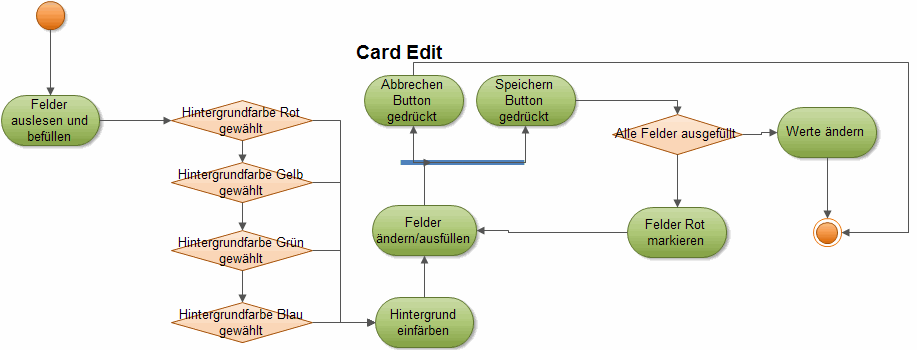 Card Edit
Felder
auslesen und
befüllen
Hintergrundfarbe Rot
gewählt
Hintergrundfarbe Gelb
gewählt
Hintergrundfarbe Grün
gewählt
Hintergrundfarbe Blau
gewählt
Hintergrund
einfärben
Felder
ändern/ausfüllen
Abbrechen
Button
gedrückt
Speichern
Button
gedrückt
Alle Felder ausgefüllt
Felder Rot
markieren
Werte ändern